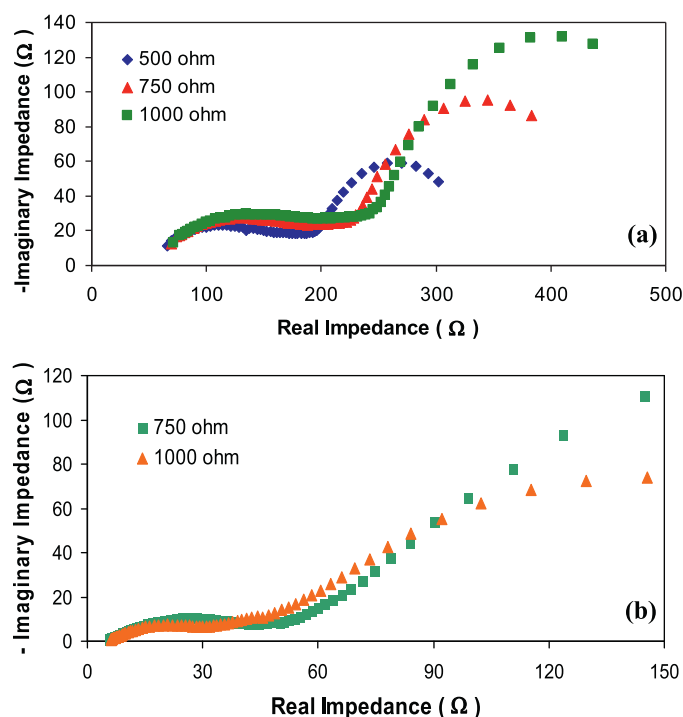 140
120
100
80
60
40
20
0
-Imaginary Impedance (Ω)
500 ohm
750 ohm
1000 ohm
(a)
0 100 200 300 400 500
Real Impedance ( Ω )
120
100
80
60
40
20
0
- Imaginary Impedance (Ω)
750 ohm
1000 ohm
(b)
0 30 60 90 120 150
Real Impedance ( Ω )